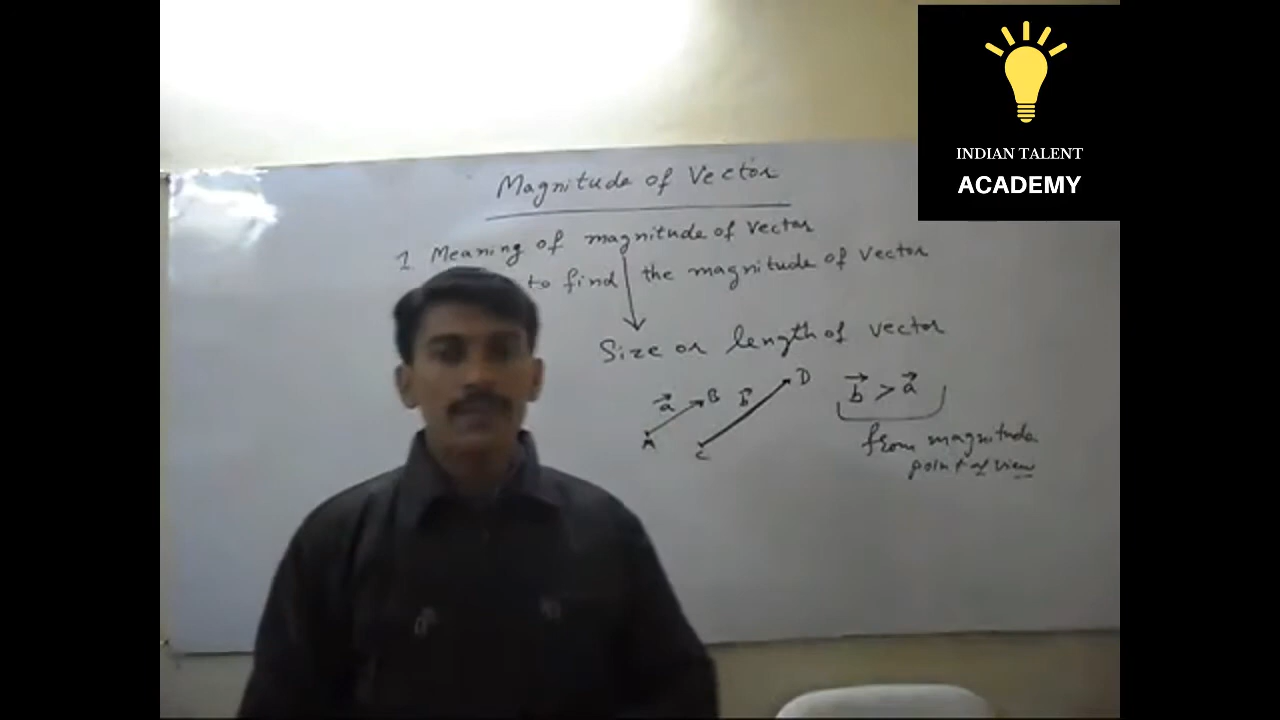 INDIAN TALENT
ACADEMY
Magnitude of Vector
1 Meaning of magnitude of vector
to find the magnitude of vector
Size or length of vector
a⃗ B b⃗ D
A C
b⃗ > a⃗
from magnitude
point of view